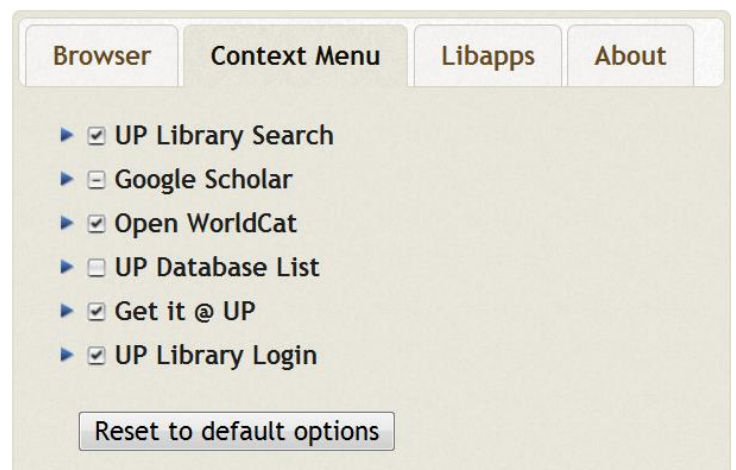 Browser Context Menu Libapps About
UP Library Search
Google Scholar
Open WorldCat
UP Database List
Get it @ UP
UP Library Login
Reset to default options